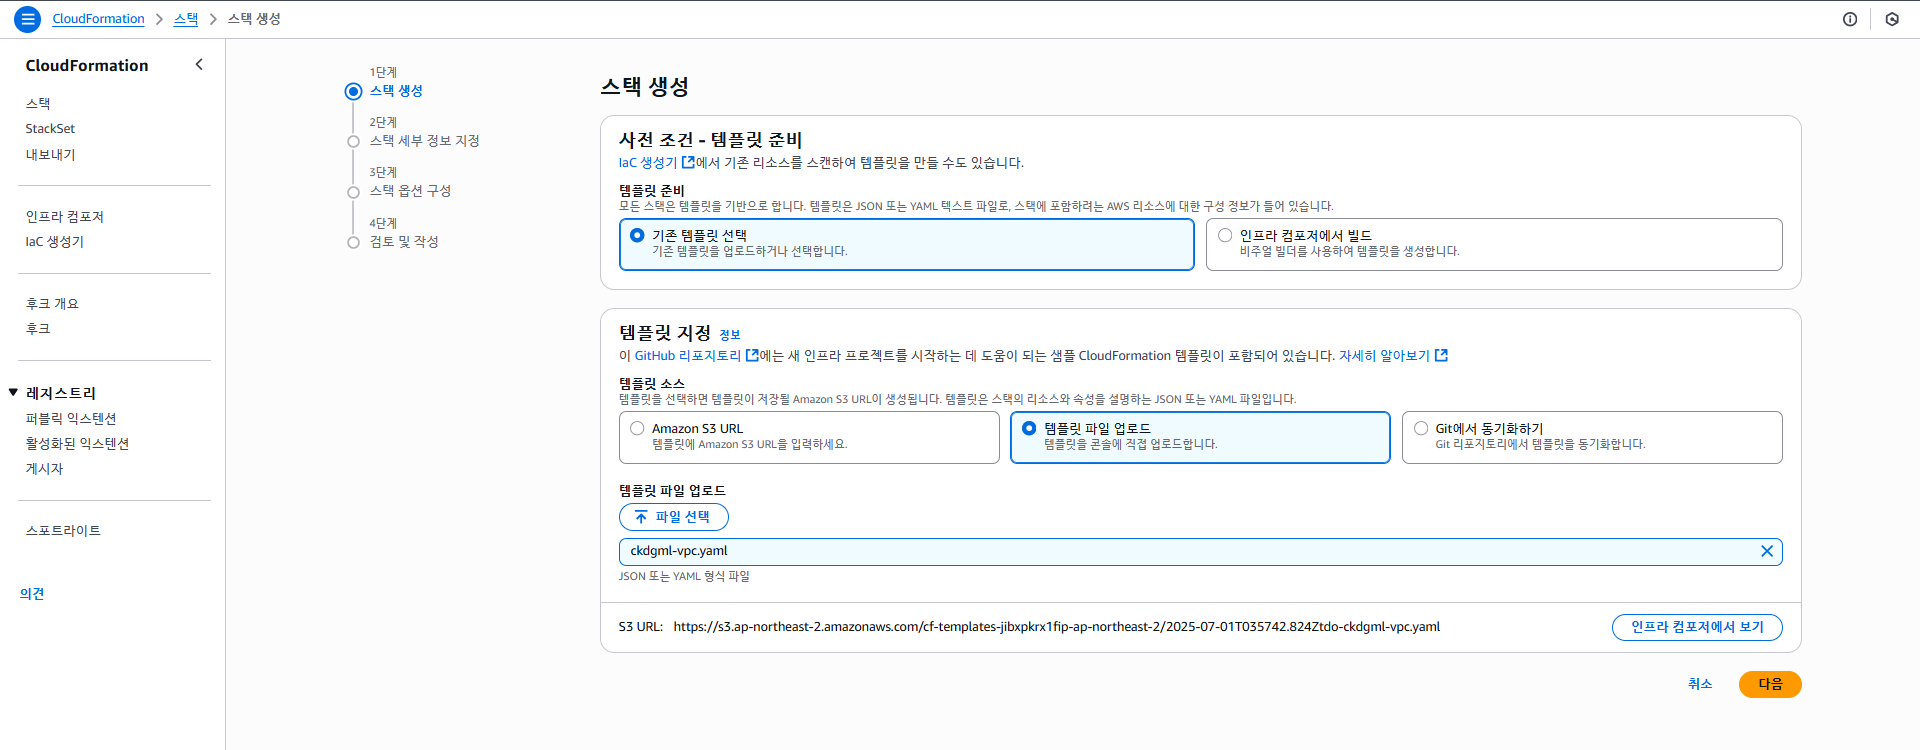 CloudFormation > 스택 > 스택 생성
CloudFormation
스택
StackSet
내보내기
인프라 컴포저
IaC 생성기
후크 개요
후크
레지스트리
퍼블릭 익스텐션
활성화된 익스텐션
게시자
스포트라이트
의견
1단계
스택 생성
2단계
스택 세부 정보 지정
3단계
스택 옵션 구성
4단계
검토 및 작성
스택 생성
사전 조건 - 템플릿 준비
IaC 생성기에서 기존 리소스를 스캔하여 템플릿을 만들 수도 있습니다.
템플릿 준비
모든 스택은 템플릿을 기반으로 합니다. 템플릿은 JSON 또는 YAML 텍스트 파일로, 스택에 포함하려는 AWS 리소스에 대한 구성 정보가 들어 있습니다.
기존 템플릿 선택
기존 템플릿을 업로드하거나 선택합니다.
인프라 컴포저에서 빌드
비주얼 빌더를 사용하여 템플릿을 생성합니다.
템플릿 지정 정보
이 GitHub 리포지토리에는 새 인프라 프로젝트를 시작하는 데 도움이 되는 샘플 CloudFormation 템플릿이 포함되어 있습니다. 자세히 알아보기
템플릿 소스
템플릿을 선택하면 템플릿이 저장될 Amazon S3 URL이 생성됩니다. 템플릿은 스택의 리소스와 속성을 설명하는 JSON 또는 YAML 파일입니다.
Amazon S3 URL
템플릿에 Amazon S3 URL을 입력하세요.
템플릿 파일 업로드
템플릿을 콘솔에 직접 업로드합니다.
Git에서 동기화하기
Git 리포지토리에서 템플릿을 동기화합니다.
템플릿 파일 업로드
파일 선택
ckdgml-vpc.yaml
JSON 또는 YAML 형식 파일
S3 URL: https://s3.ap-northeast-2.amazonaws.com/cf-templates-jibxpkrx1fip-ap-northeast-2/2025-07-01T035742.824Ztdo-ckdgml-vpc.yaml
인프라 컴포저에서 보기
취소
다음